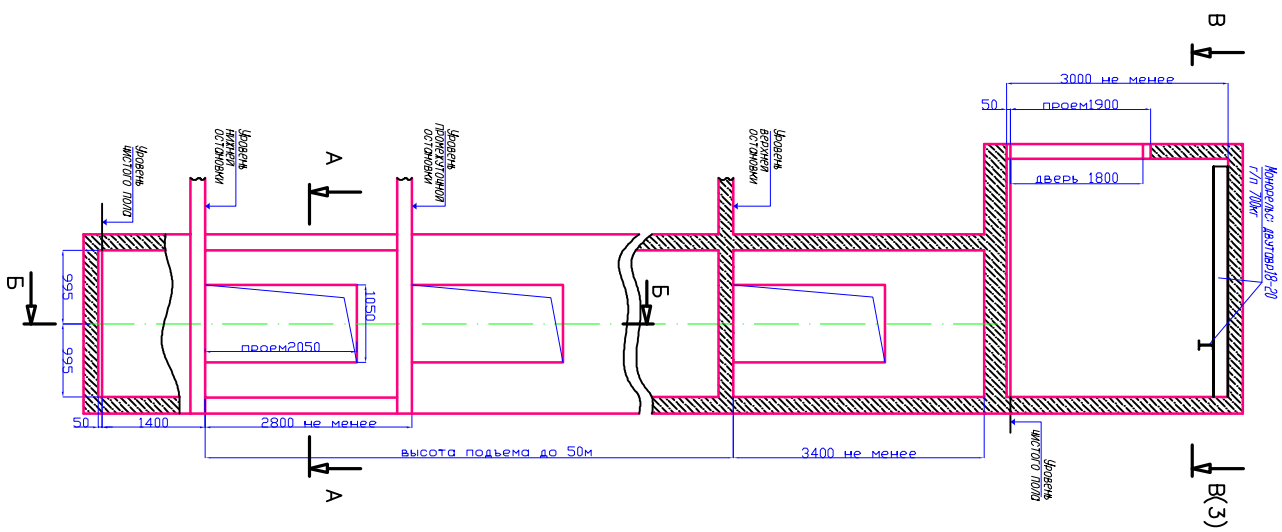 В
3000 не менее
50
проем1900
Монорельс: двутавр18-20
г/п 700кг
дверь 1800
Уровень
чистого пола
Уровень
нижней
остановки
А
Уровень
промежуточной
остановки
Уровень
верхней
остановки
Б
995
995
проем2050
1050
Б
50
1400
2800 не менее
высота подъема до 50м
3400 не менее
Уровень
чистого пола
А
В(3)